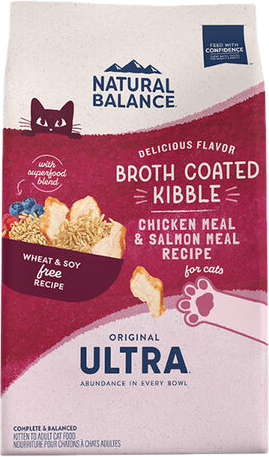 FEED WITH
CONFIDENCE
NATURAL
BALANCE
DELICIOUS FLAVOR
BROTH COATED
KIBBLE
with
superfood
blend
CHICKEN MEAL
& SALMON MEAL
RECIPE
for cats
WHEAT & SOY
free
RECIPE
ORIGINAL
ULTRA
ABUNDANCE IN EVERY BOWL
COMPLETE & BALANCED
KITTEN TO ADULT CAT FOOD
NOURRITURE POUR CHATONS À CHATS ADULTES